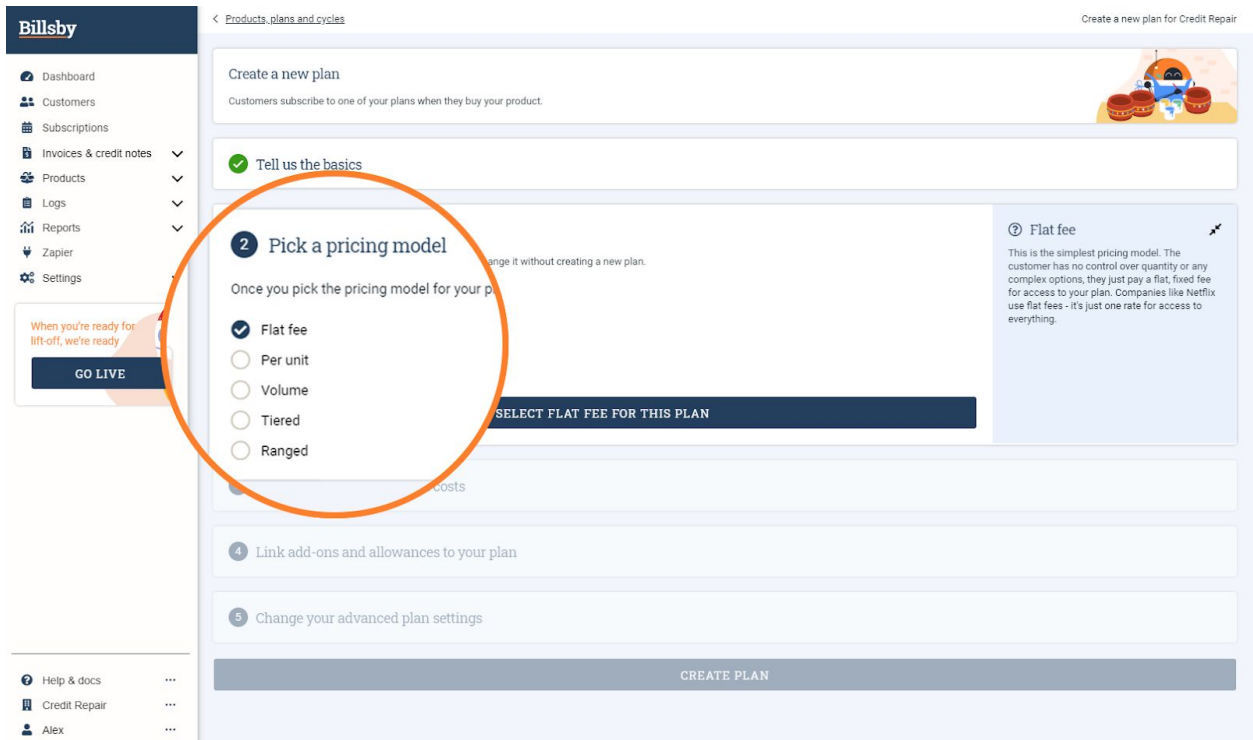 Billsby
Products, plans and cycles
Create a new plan for Credit Repair
Dashboard
Customers
Subscriptions
Invoices & credit notes
Products
Logs
Reports
Zapier
Settings
When you're ready for
lift-off, we're ready
GO LIVE
Create a new plan
Customers subscribe to one of your plans when they buy your product.
Tell us the basics
2 Pick a pricing model
ange it without creating a new plan.
Once you pick the pricing model for your p
Flat fee
Per unit
Volume
Tiered
Ranged
SELECT FLAT FEE FOR THIS PLAN
Flat fee
This is the simplest pricing model. The
customer has no control over quantity or any
complex options, they just pay a flat, fixed fee
for access to your plan. Companies like Netflix
use flat fees - it's just one rate for access to
everything.
costs
4 Link add-ons and allowances to your plan
5 Change your advanced plan settings
CREATE PLAN
Help & docs
Credit Repair
Alex